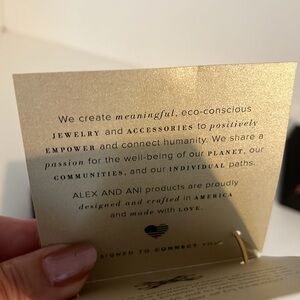 We create meaningful, eco-conscious
JEWELRY and ACCESSORIES to positively
EMPOWER and connect humanity. We share a
passion for the well-being of our PLANET, our
COMMUNITIES, and our INDIVIDUAL paths.
ALEX AND ANI products are proudly
designed and crafted in AMERICA
and made with LOVE.
TO CONNECT